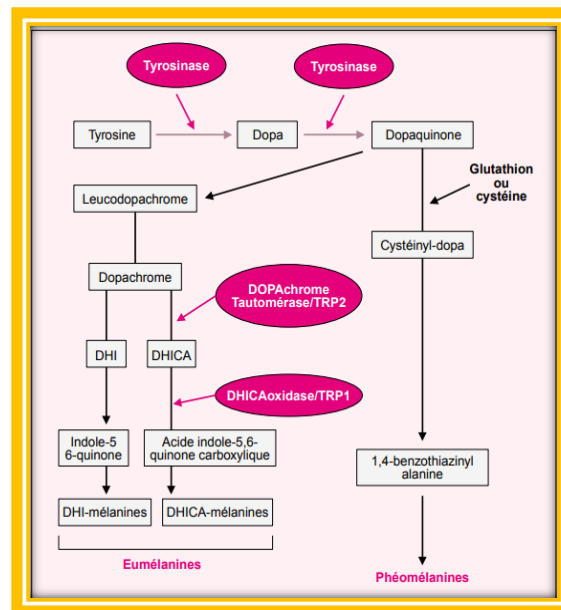 Tyrosinase
Tyrosinase
Tyrosine
Dopa
Dopaquinone
Glutathion
ou
cystéine
Leucodopachrome
Cystéinyl-dopa
Dopachrome
DOPAchrome
Tautomérase/TRP2
DHI
DHICA
DHICAoxidase/TRP1
Indole-5
6-quinone
Acide indole-5,6-
quinone carboxylique
1,4-benzothiazinyl
alanine
DHI-mélanines
DHICA-mélanines
Eumélanines
Phéomélanines